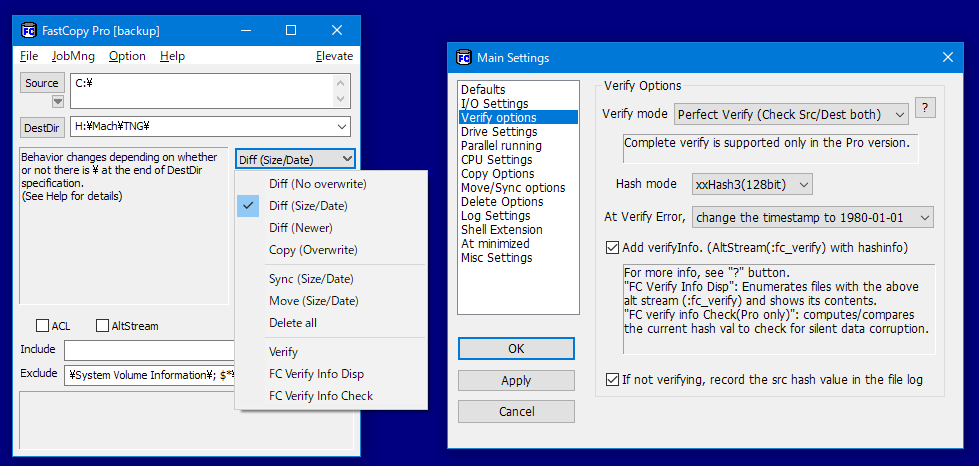 FC FastCopy Pro [backup]
File JobMng Option Help Elevate
Source C:¥
DestDir H:¥Mach¥TNG¥
Behavior changes depending on whether
or not there is ¥ at the end of DestDir
specification.
(See Help for details)
Diff (Size/Date)
Diff (No overwrite)
Diff (Size/Date)
Diff (Newer)
Copy (Overwrite)
Sync (Size/Date)
Move (Size/Date)
Delete all
Verify
FC Verify Info Disp
FC Verify Info Check
ACL AltStream
Include
Exclude ¥System Volume Information¥; $*¥
FC Main Settings
Defaults
I/O Settings
Verify options
Drive Settings
Parallel running
CPU Settings
Copy Options
Move/Sync options
Delete Options
Log Settings
Shell Extension
At minimized
Misc Settings
OK
Apply
Cancel
Verify Options
Verify mode Perfect Verify (Check Src/Dest both) ?
Complete verify is supported only in the Pro version.
Hash mode xxHash3(128bit)
At Verify Error, change the timestamp to 1980-01-01
Add verifyInfo. (AltStream(:fc_verify) with hashinfo)
For more info, see "?" button.
"FC Verify Info Disp": Enumerates files with the above
alt stream (:fc_verify) and shows its contents.
"FC verify info Check(Pro only)": computes/compares
the current hash val to check for silent data corruption.
If not verifying, record the src hash value in the file log